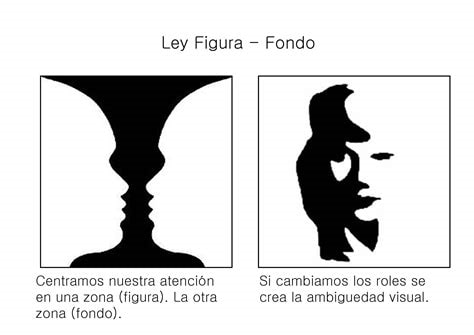 Ley Figura - Fondo
Centramos nuestra atención
en una zona (figura). La otra
zona (fondo).
Si cambiamos los roles se
crea la ambiguedad visual.